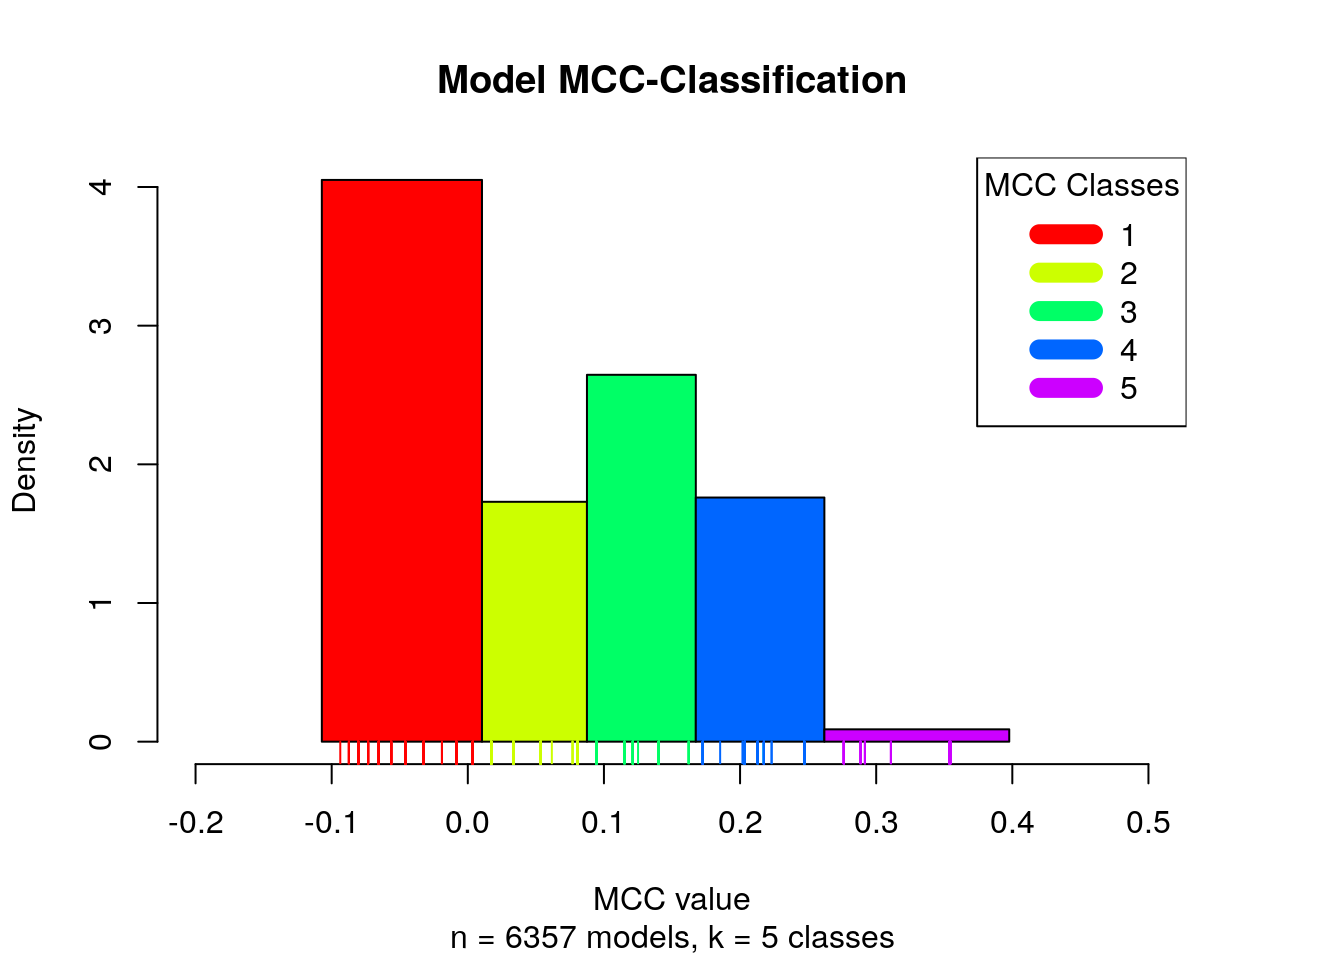 Model MCC-Classification
MCC Classes
1
2
3
4
5
Density
4
3
2
1
0
-0.2 -0.1 0.0 0.1 0.2 0.3 0.4 0.5
MCC value
n = 6357 models, k = 5 classes